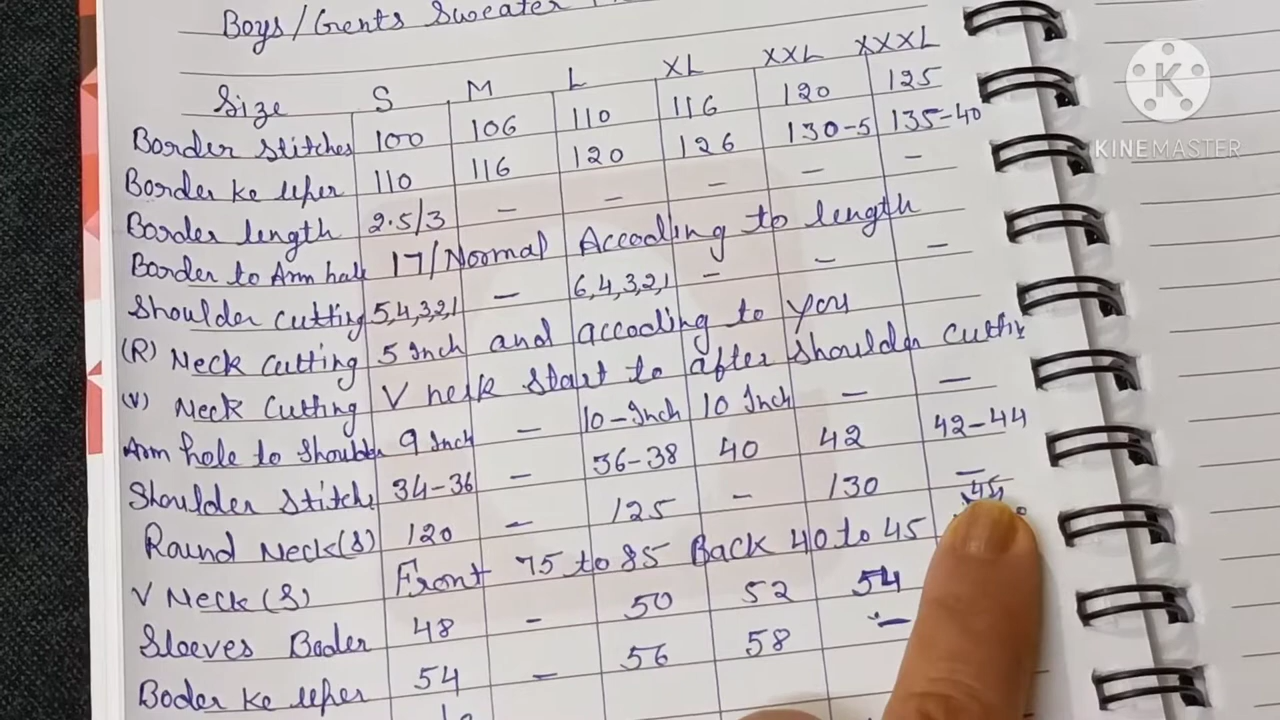 Boys/Gents Sweater
Size S M L XL XXL XXXL
Border stitches 100 106 110 116 120 125
Border ke uper 110 116 120 126 130-5 135-40
Border length 2.5/3 - - - - -
Border to Arm hall 17/Normal Accoading to length
Shoulder cutting 5,4,3,2,1 - 6,4,3,2,1 - - -
(R) Neck Cutting 5 Inch and accoading to you
(V) Neck Cutting V neck start to after shoulder cutting
Arm hole to Shoulder 9 Inch - 10-Inch 10 Inch - -
Shoulder Stitch 34-36 - 36-38 40 42 42-44
Round Neck(S) 120 - 125 - 130 -
V Neck (S) Front 75 to 85 Back 40 to 45
Sleeves Boder 48 - 50 52 54
Boder ke uper 54 - 56 58 -
K
KINEMASTER